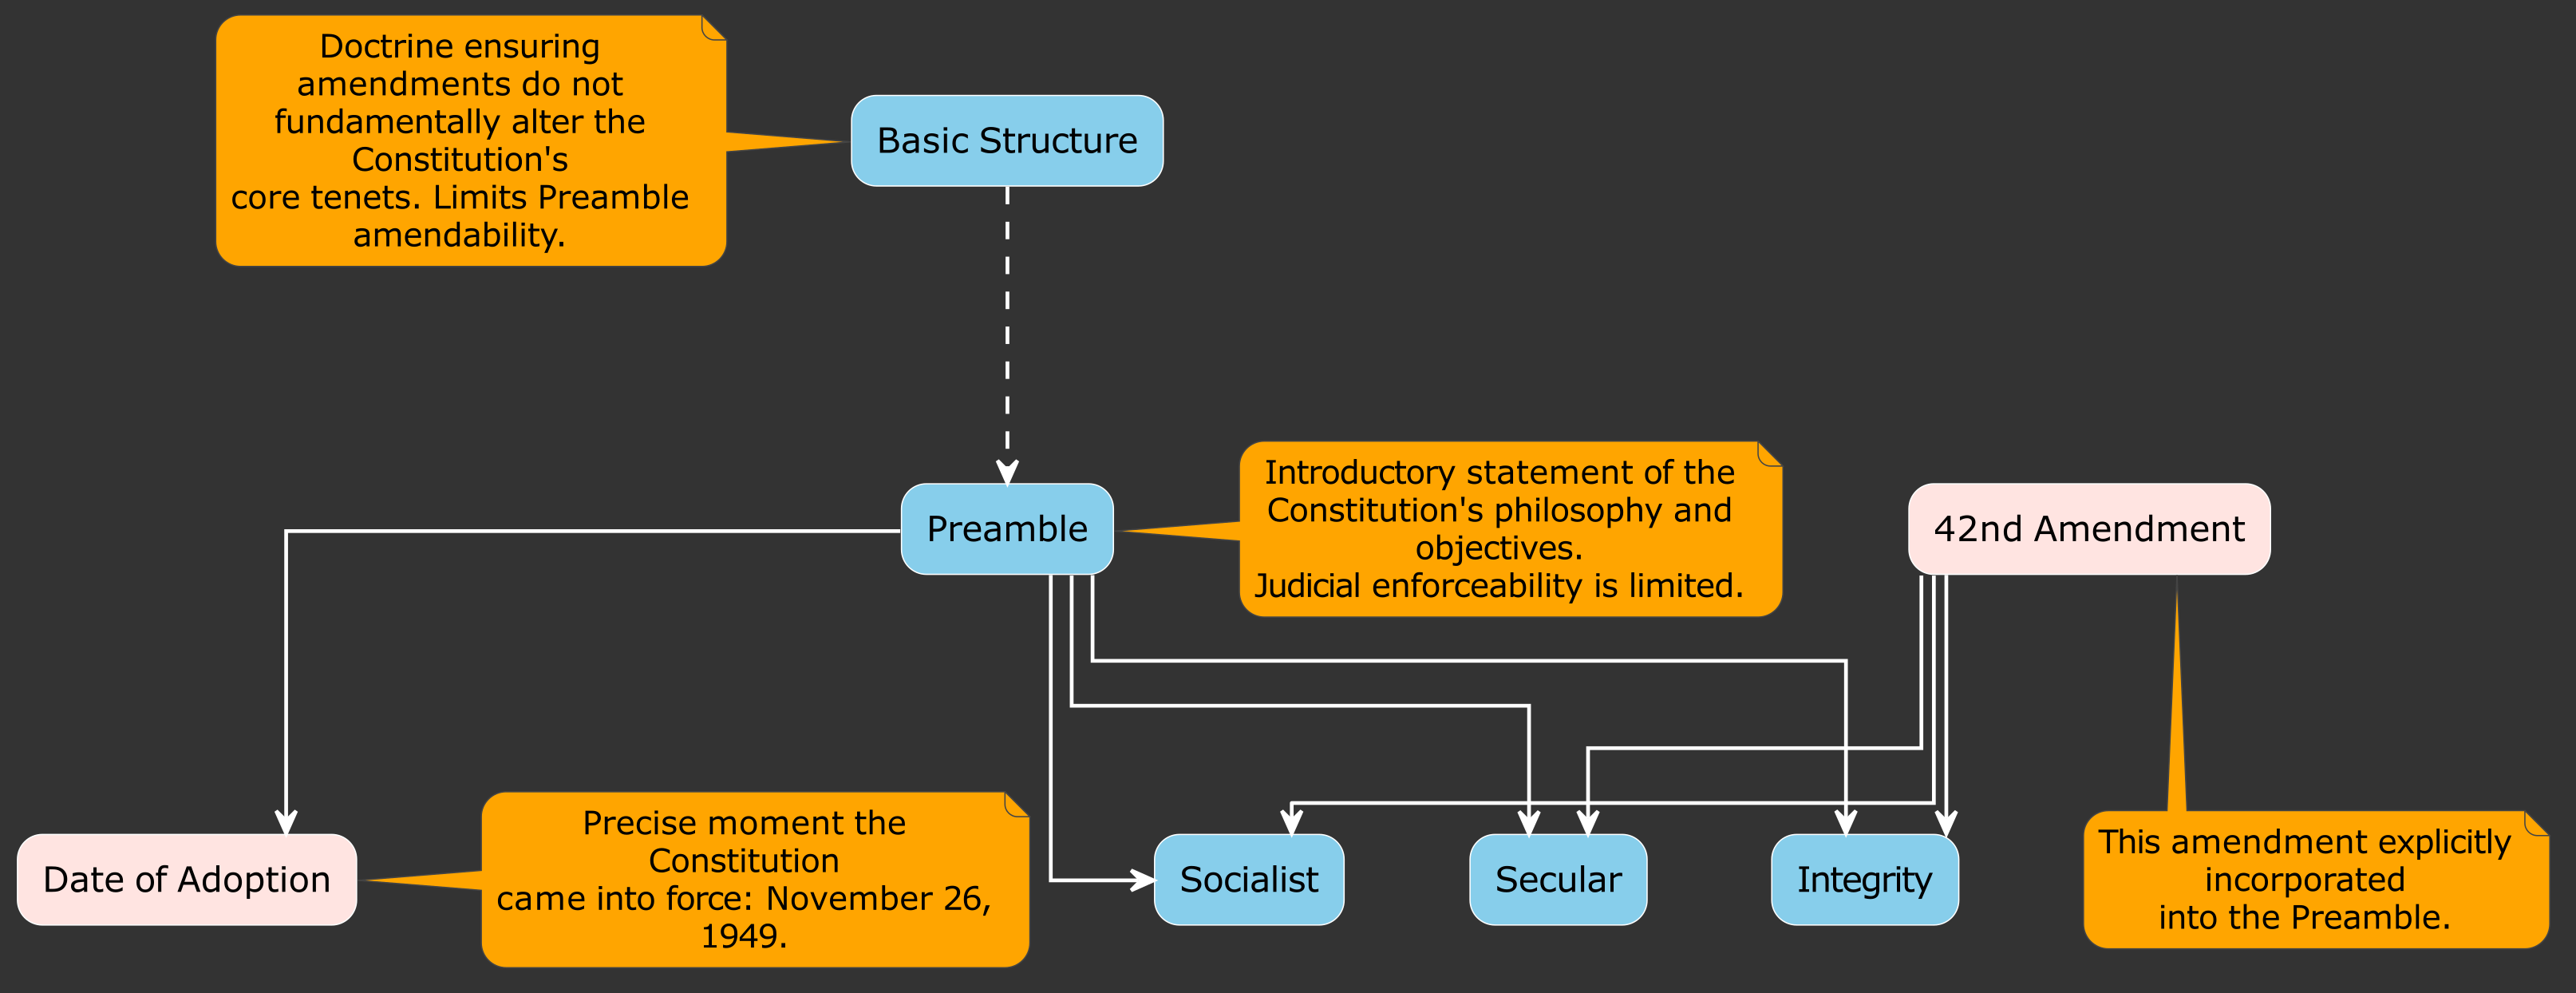 Doctrine ensuring
amendments do not
fundamentally alter the
Constitution's
core tenets. Limits Preamble
amendability.
Basic Structure
Preamble
Introductory statement of the
Constitution's philosophy and
objectives.
Judicial enforceability is limited.
42nd Amendment
Date of Adoption
Precise moment the
Constitution
came into force: November 26,
1949.
Socialist
Secular
Integrity
This amendment explicitly
incorporated
into the Preamble.